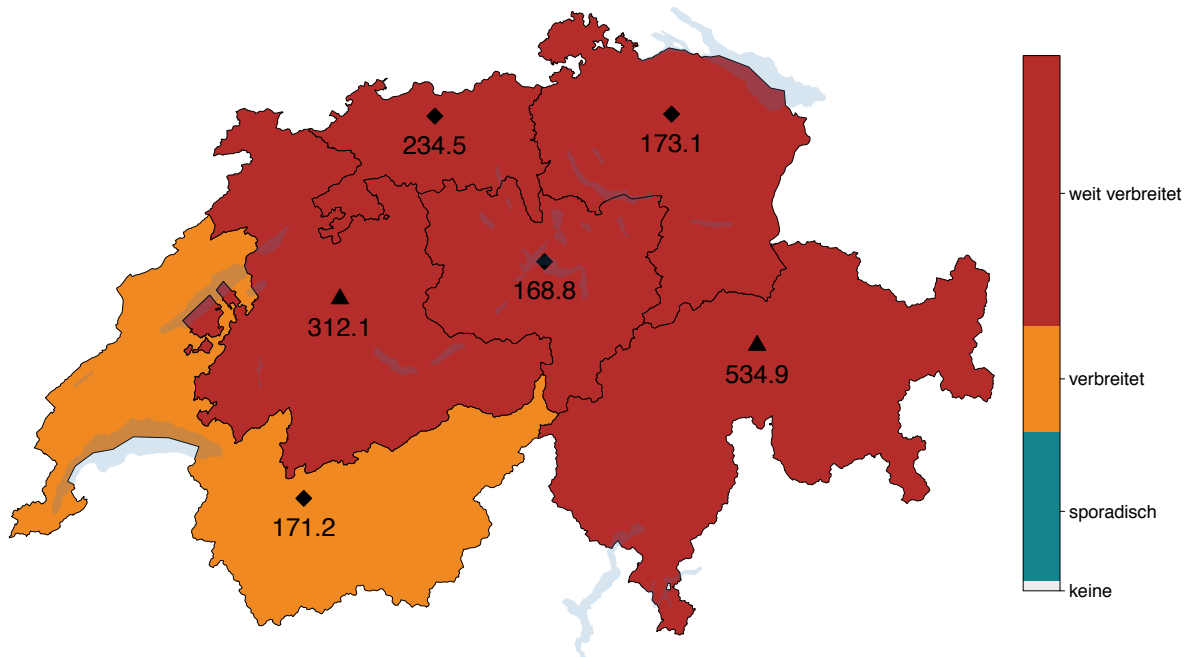 234.5
173.1
168.8
312.1
534.9
171.2
weit verbreitet
verbreitet
sporadisch
keine